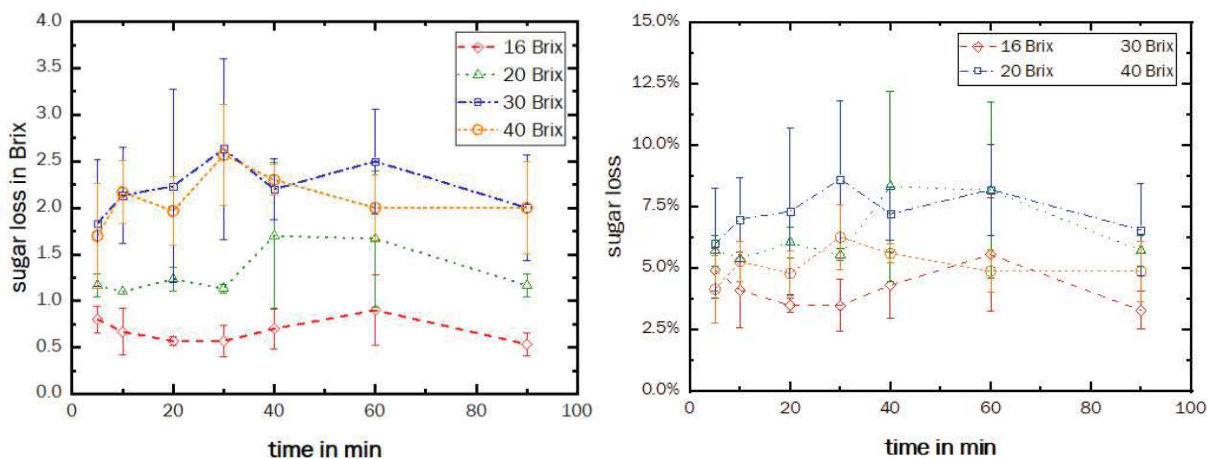 4.0
3.5
3.0
2.5
2.0
1.5
1.0
0.5
0.0
sugar loss in Brix
16 Brix
20 Brix
30 Brix
40 Brix
0 20 40 60 80 100
time in min
15.0%
12.5%
10.0%
7.5%
5.0%
2.5%
0.0%
sugar loss
16 Brix 30 Brix
20 Brix 40 Brix
0 20 40 60 80 100
time in min